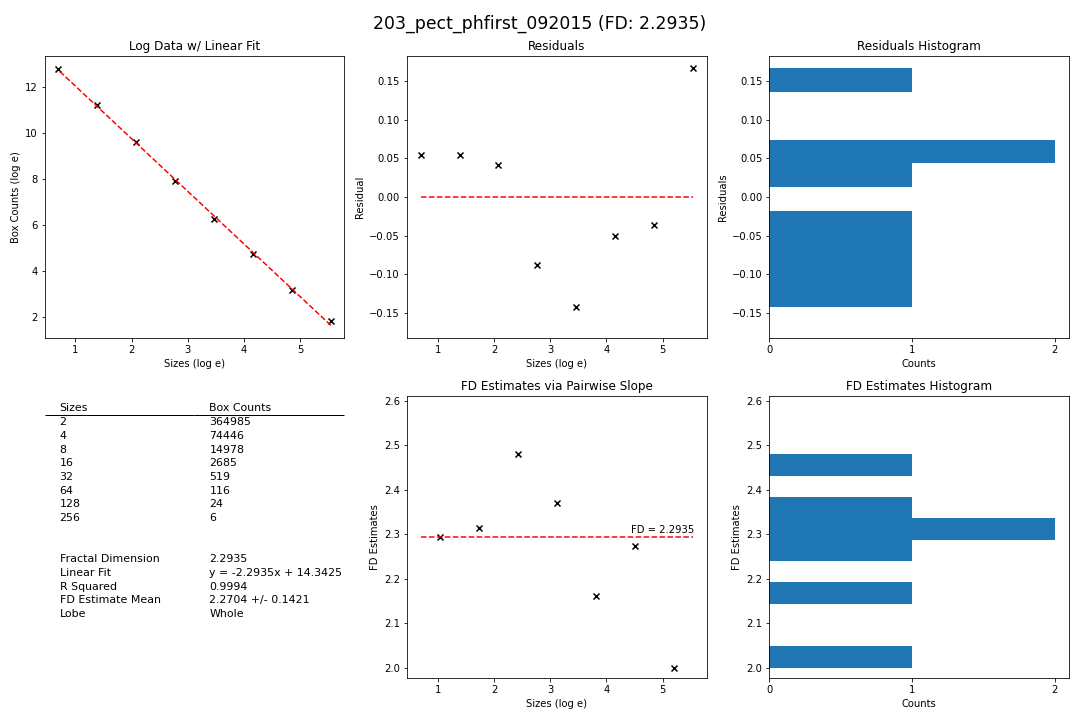 203_pect_phfirst_092015 (FD: 2.2935)
Log Data w/ Linear Fit
Box Counts (log e)
12
10
8
6
4
2
1 2 3 4 5
Sizes (log e)
Residuals
Residual
0.15
0.10
0.05
0.00
−0.05
−0.10
−0.15
1 2 3 4 5
Sizes (log e)
Residuals Histogram
Residuals
0.15
0.10
0.05
0.00
−0.05
−0.10
−0.15
0 1 2
Counts
Sizes Box Counts
2 364985
4 74446
8 14978
16 2685
32 519
64 116
128 24
256 6
Fractal Dimension 2.2935
Linear Fit y = -2.2935x + 14.3425
R Squared 0.9994
FD Estimate Mean 2.2704 +/- 0.1421
Lobe Whole
FD Estimates via Pairwise Slope
FD Estimates
2.6
2.5
2.4
2.3
2.2
2.1
2.0
FD = 2.2935
1 2 3 4 5
Sizes (log e)
FD Estimates Histogram
FD Estimates
2.6
2.5
2.4
2.3
2.2
2.1
2.0
0 1 2
Counts